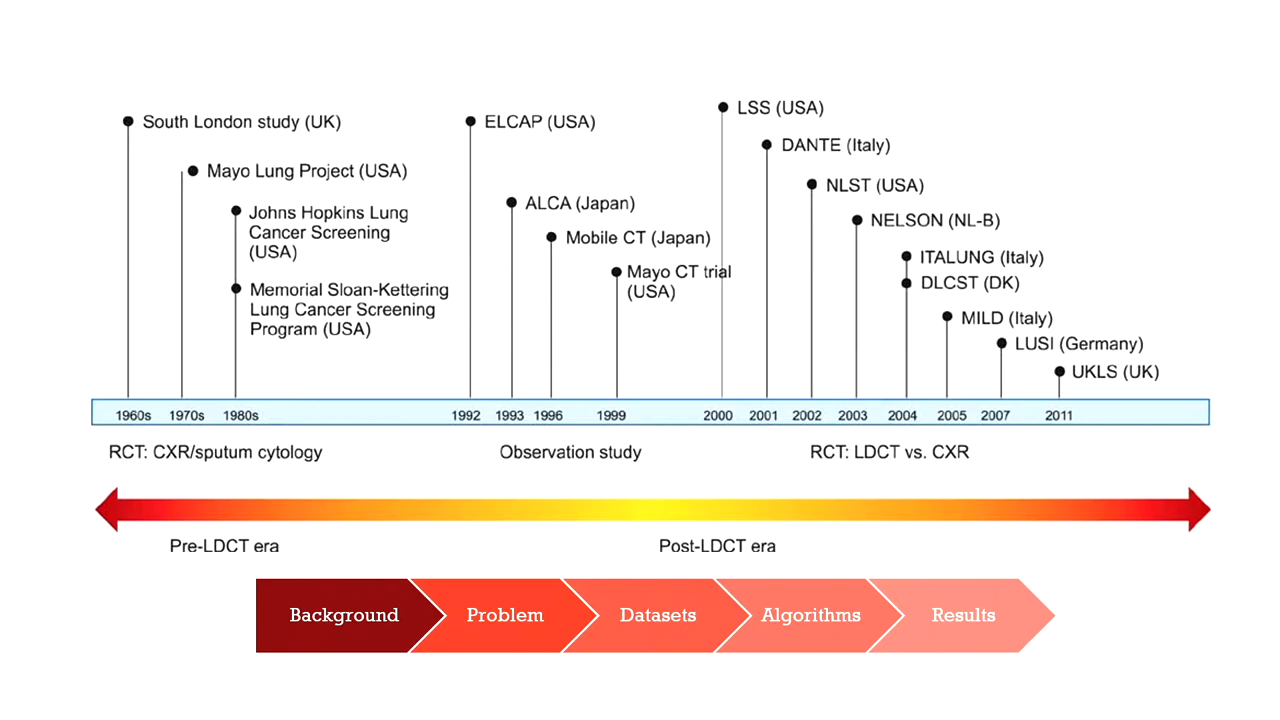 South London study (UK)
Mayo Lung Project (USA)
Johns Hopkins Lung
Cancer Screening
(USA)
Memorial Sloan-Kettering
Lung Cancer Screening
Program (USA)
ELCAP (USA)
ALCA (Japan)
Mobile CT (Japan)
Mayo CT trial
(USA)
LSS (USA)
DANTE (Italy)
NLST (USA)
NELSON (NL-B)
ITALUNG (Italy)
DLCST (DK)
MILD (Italy)
LUSI (Germany)
UKLS (UK)
1960s 1970s 1980s 1992 1993 1996 1999 2000 2001 2002 2003 2004 2005 2007 2011
RCT: CXR/sputum cytology Observation study RCT: LDCT vs. CXR
Pre-LDCT era Post-LDCT era
Background Problem Datasets Algorithms Results